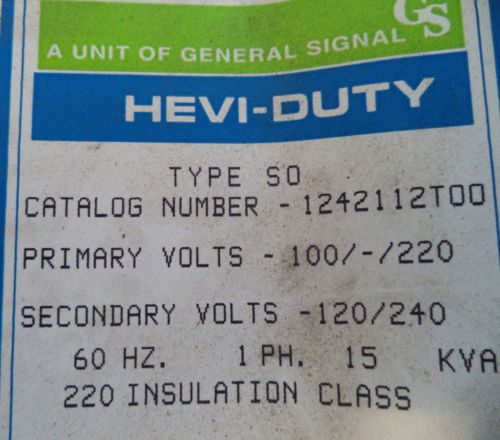 GS
A UNIT OF GENERAL SIGNAL
HEVI-DUTY
TYPE SO
CATALOG NUMBER - 1242112T00
PRIMARY VOLTS - 100/-/220
SECONDARY VOLTS -120/240
60 HZ. 1 PH. 15 KVA
220 INSULATION CLASS